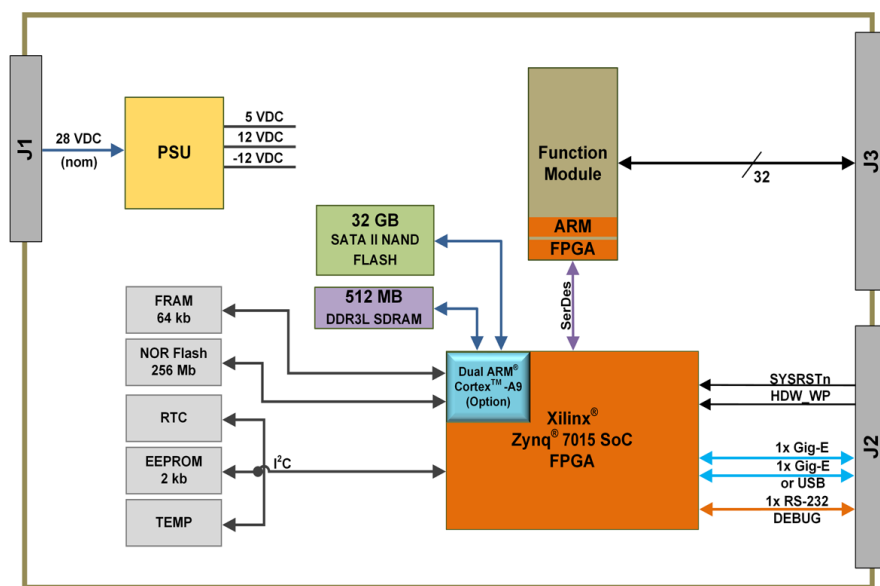 J1
28 VDC
(nom)
PSU
5 VDC
12 VDC
-12 VDC
Function
Module
ARM
FPGA
32
J3
32 GB
SATA II NAND
FLASH
512 MB
DDR3L SDRAM
SerDes
FRAM
64 kb
NOR Flash
256 Mb
RTC
EEPROM
2 kb
TEMP
I²C
Dual ARM®
Cortex™ -A9
(Option)
Xilinx®
Zynq® 7015 SoC
FPGA
SYSRSTn
HDW_WP
1x Gig-E
1x Gig-E
or USB
1x RS-232
DEBUG
J2